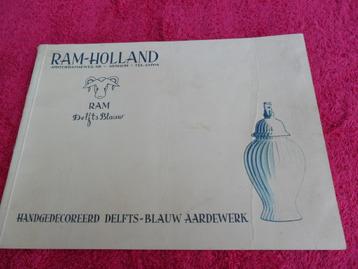 RAM-HOLLAND
RAM
Delfts Blauw
HANDGEDECOREERD DELFTS-BLAUW AARDEWERK